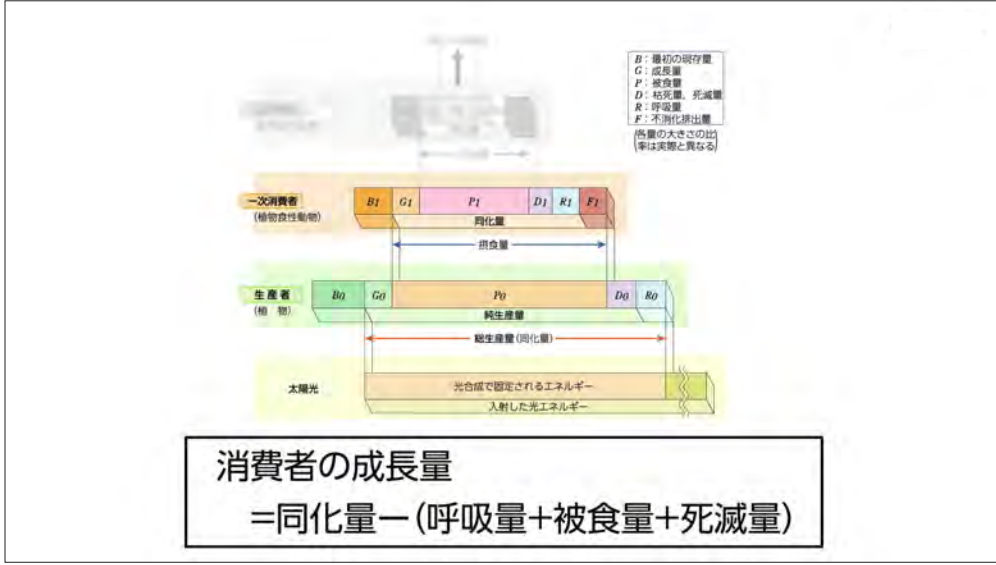 B：最初の現存量
G：成長量
P：被食量
D：枯死量，死滅量
R：呼吸量
F：不消化排出量
(各量の大きさの比
率は実際と異なる)
一次消費者
(植物食性動物)
B1 G1 P1 D1 R1 F1
同化量
摂食量
生産者
(植　物)
B0 G0 P0 D0 R0
純生産量
総生産量(同化量)
太陽光
光合成で固定されるエネルギー
入射した光エネルギー
消費者の成長量
=同化量ー(呼吸量+被食量+死滅量)